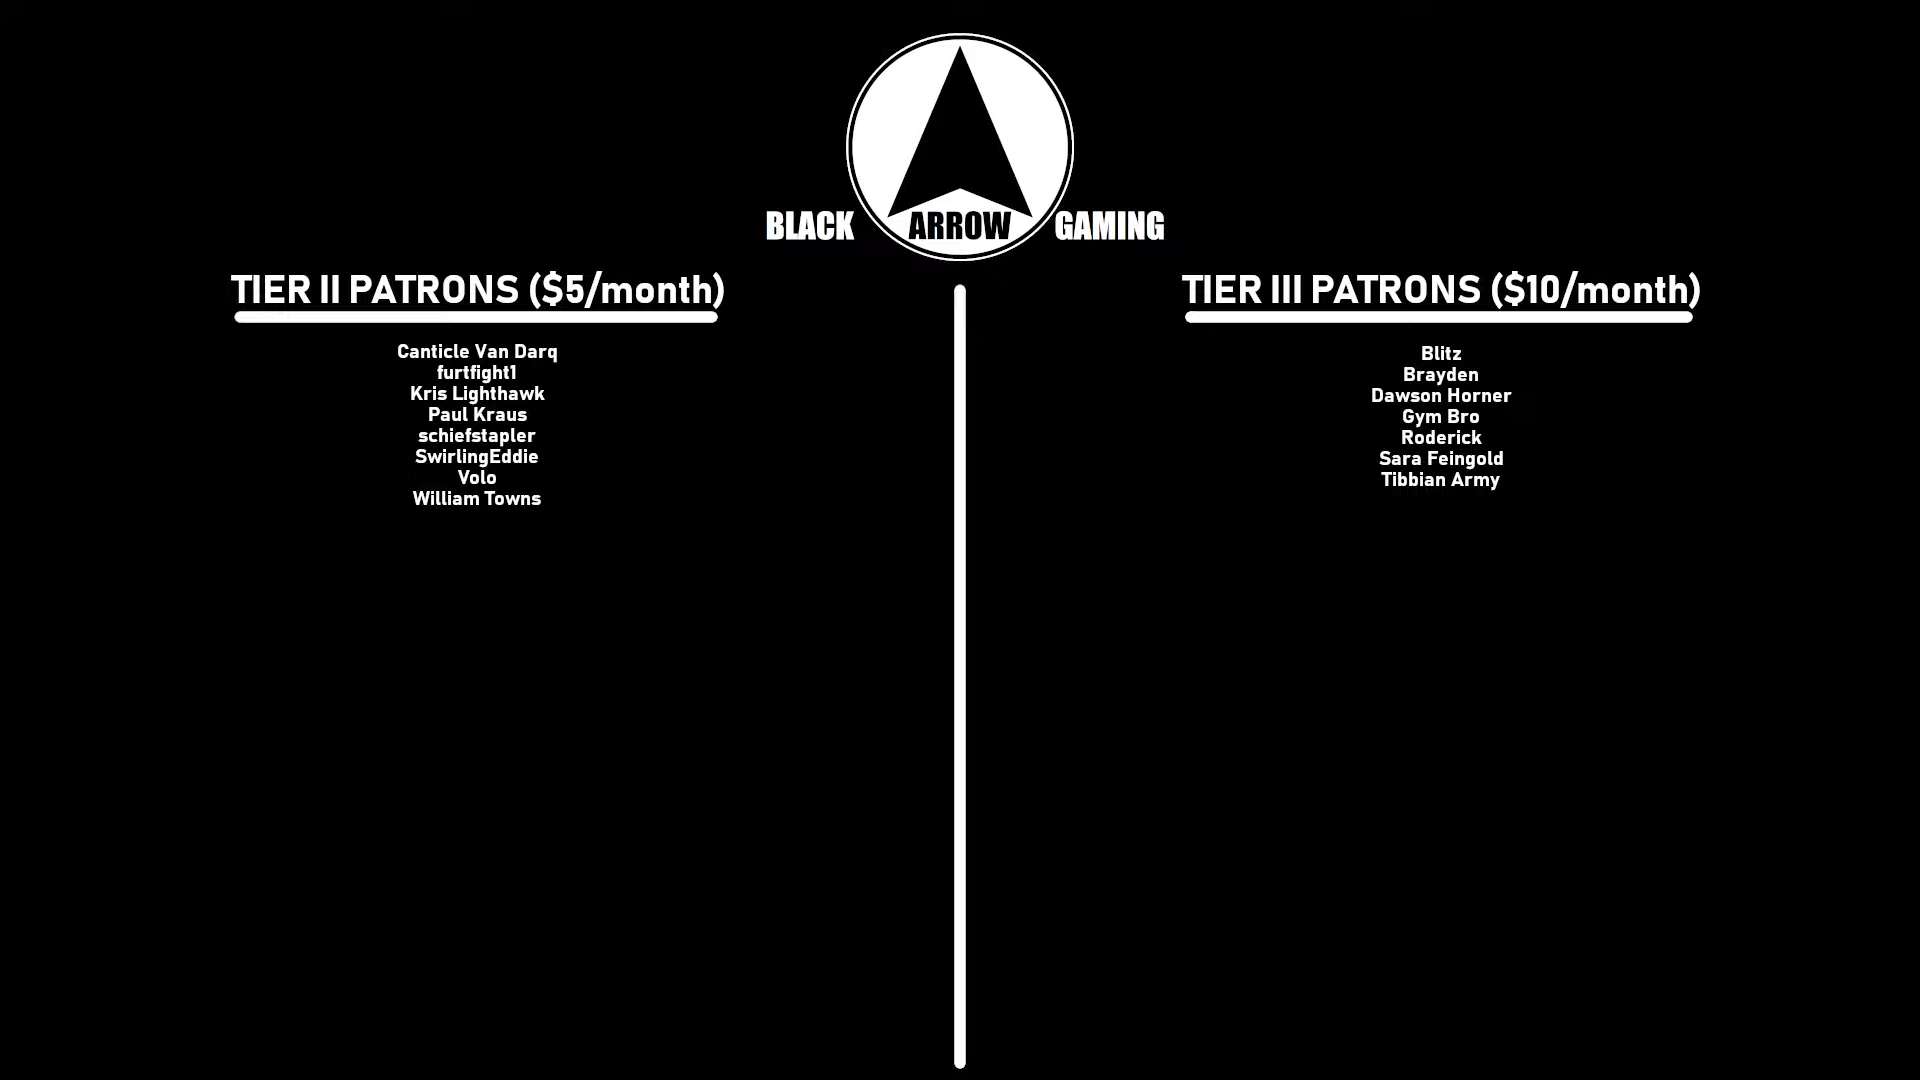 BLACK ARROW GAMING
TIER II PATRONS ($5/month)
Canticle Van Darq
furtfight1
Kris Lighthawk
Paul Kraus
schiefstapler
SwirlingEddie
Volo
William Towns
TIER III PATRONS ($10/month)
Blitz
Brayden
Dawson Horner
Gym Bro
Roderick
Sara Feingold
Tibbian Army